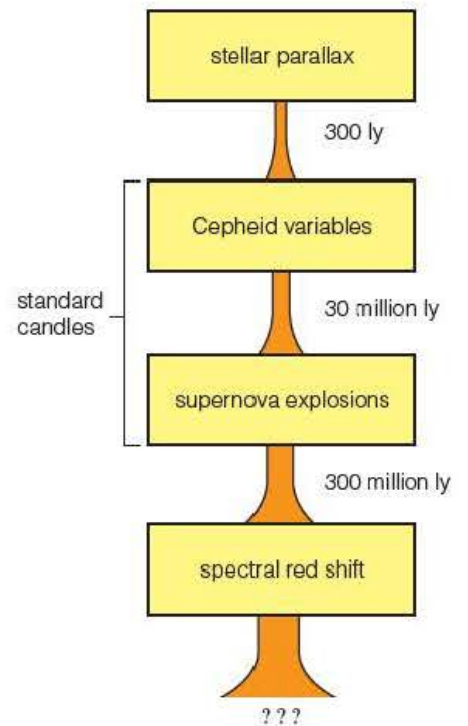 stellar parallax
300 ly
Cepheid variables
standard
candles
30 million ly
supernova explosions
300 million ly
spectral red shift
? ? ?